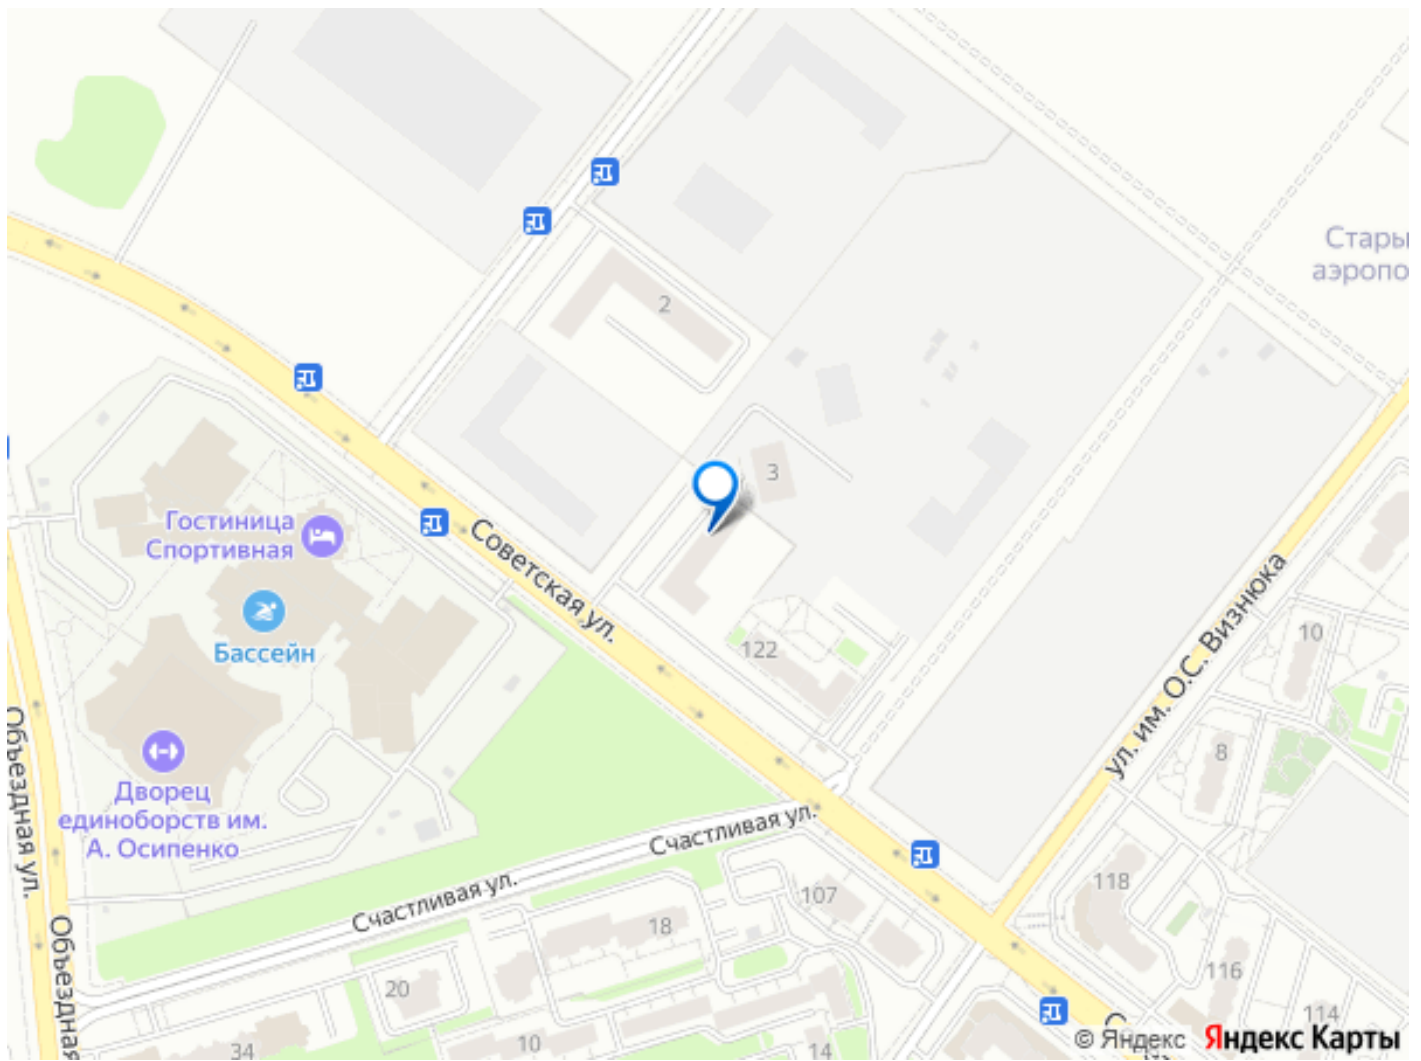 Стары
аэропо
2
3
Гостиница
Спортивная
Советская ул.
Бассейн
122
10
ул. им. О.С. Визнюка
8
Объездная ул.
Дворец
единоборств им.
А. Осипенко
Счастливая ул.
Счастливая ул.
107
118
18
116
20
Объездная
114
10
14
34
С
© Яндекс Яндекс Карты